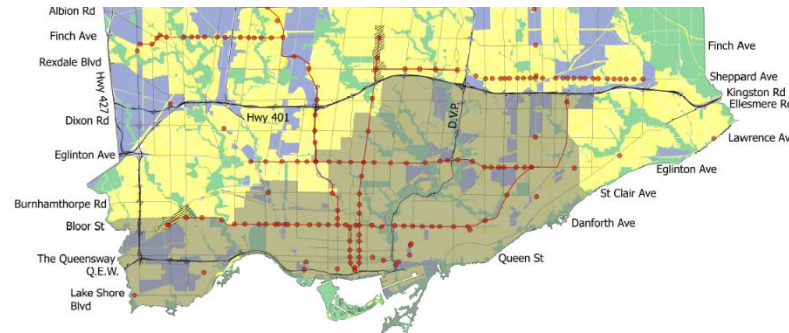 Albion Rd
Finch Ave
Rexdale Blvd
Hwy 427
Dixon Rd
Hwy 401
Eglinton Ave
Burnhamthorpe Rd
Bloor St
The Queensway
Q.E.W.
Lake Shore
Blvd
D.V.P.
Finch Ave
Sheppard Ave
Kingston Rd
Ellesmere Rd
Lawrence Av
Eglinton Ave
St Clair Ave
Danforth Ave
Queen St